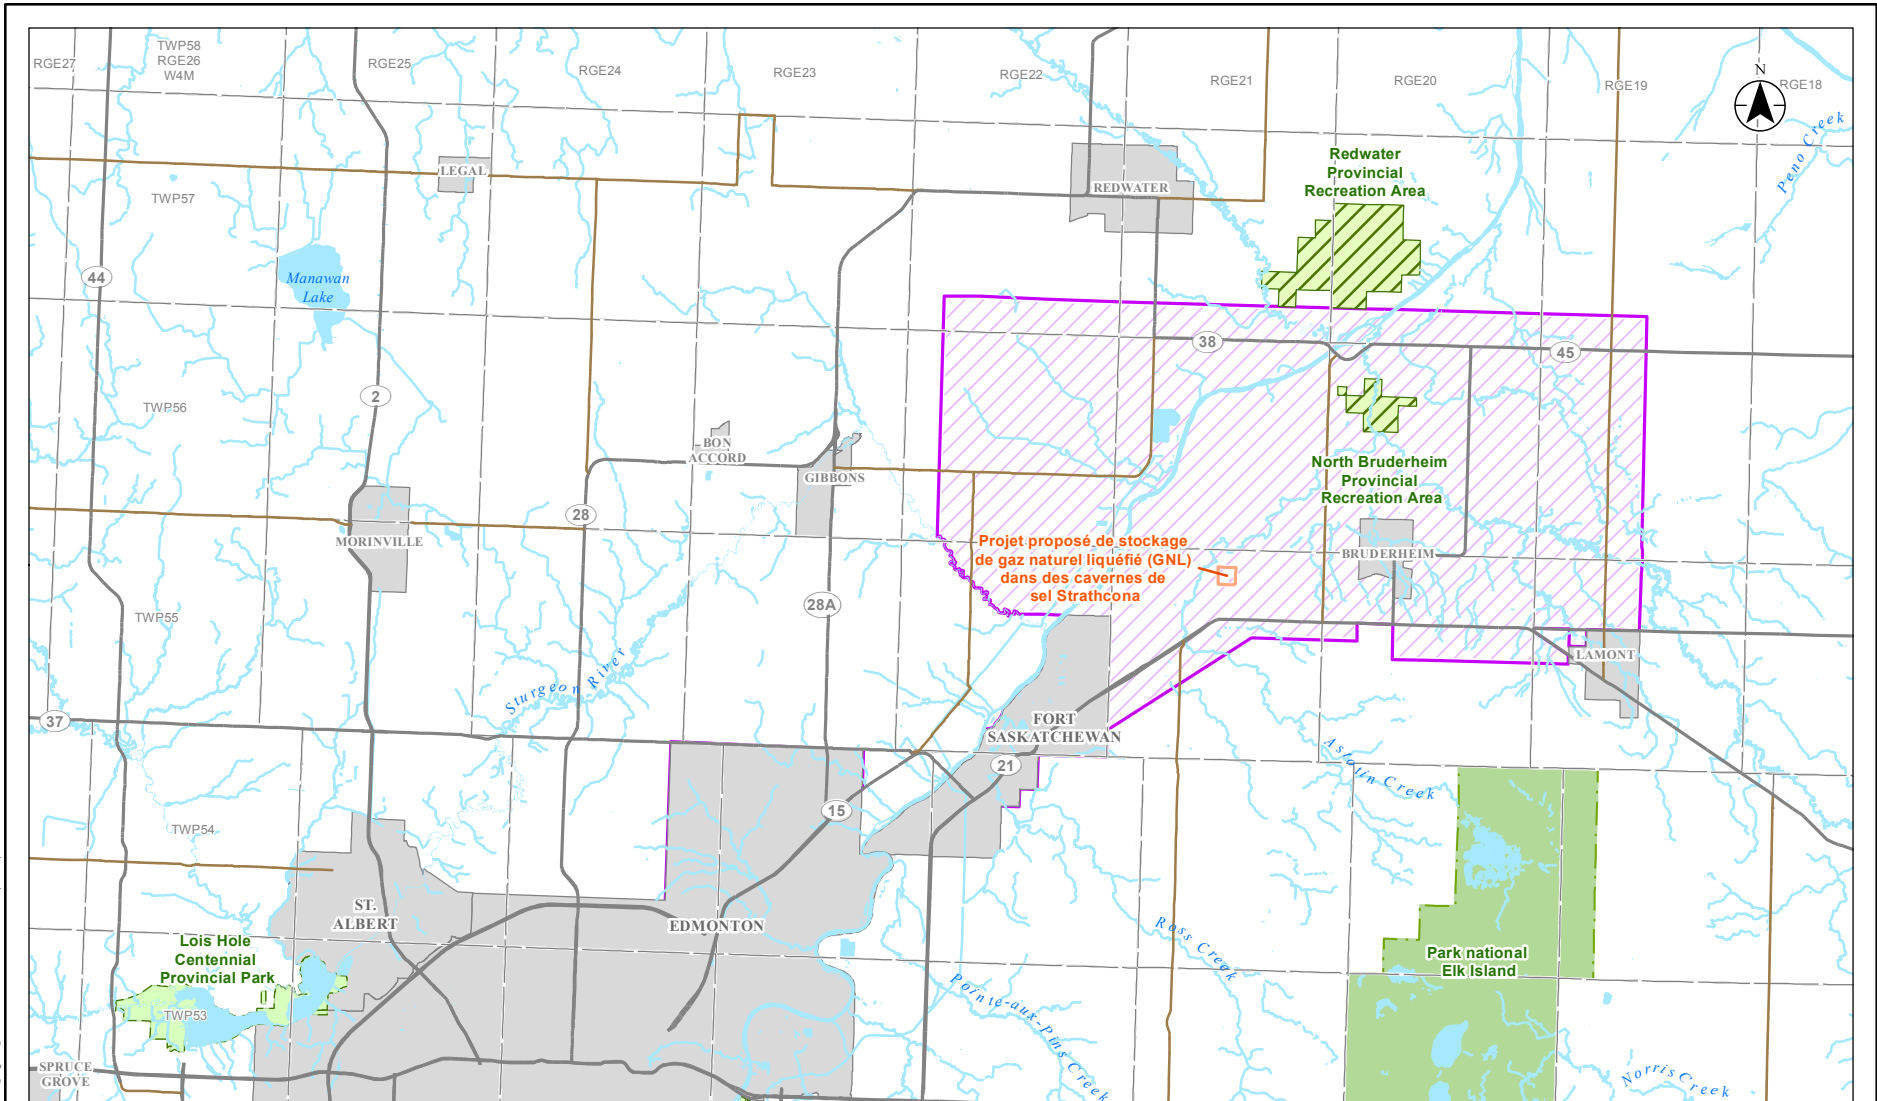 RGE27
TWP58
RGE26
W4M
RGE25
RGE24
RGE23
RGE22
RGE21
RGE20
RGE19
RGE18
N
Peno Creek
Redwater
Provincial
Recreation Area
LEGAL
REDWATER
TWP57
44
Manawan
Lake
38
45
2
TWP56
BON
ACCORD
GIBBONS
North Bruderheim
Provincial
Recreation Area
28
MORINVILLE
Projet proposé de stockage
de gaz naturel liquéfié (GNL)
dans des cavernes de
sel Strathcona
BRUDERHEIM
28A
TWP55
LAMONT
Sturgeon River
37
FORT
SASKATCHEWAN
21
Astotin Creek
15
TWP54
ST.
ALBERT
EDMONTON
Ross Creek
Lois Hole
Centennial
Provincial Park
Park national
Elk Island
Pointe-aux-Pins Creek
TWP53
SPRUCE
GROVE
Norris Creek